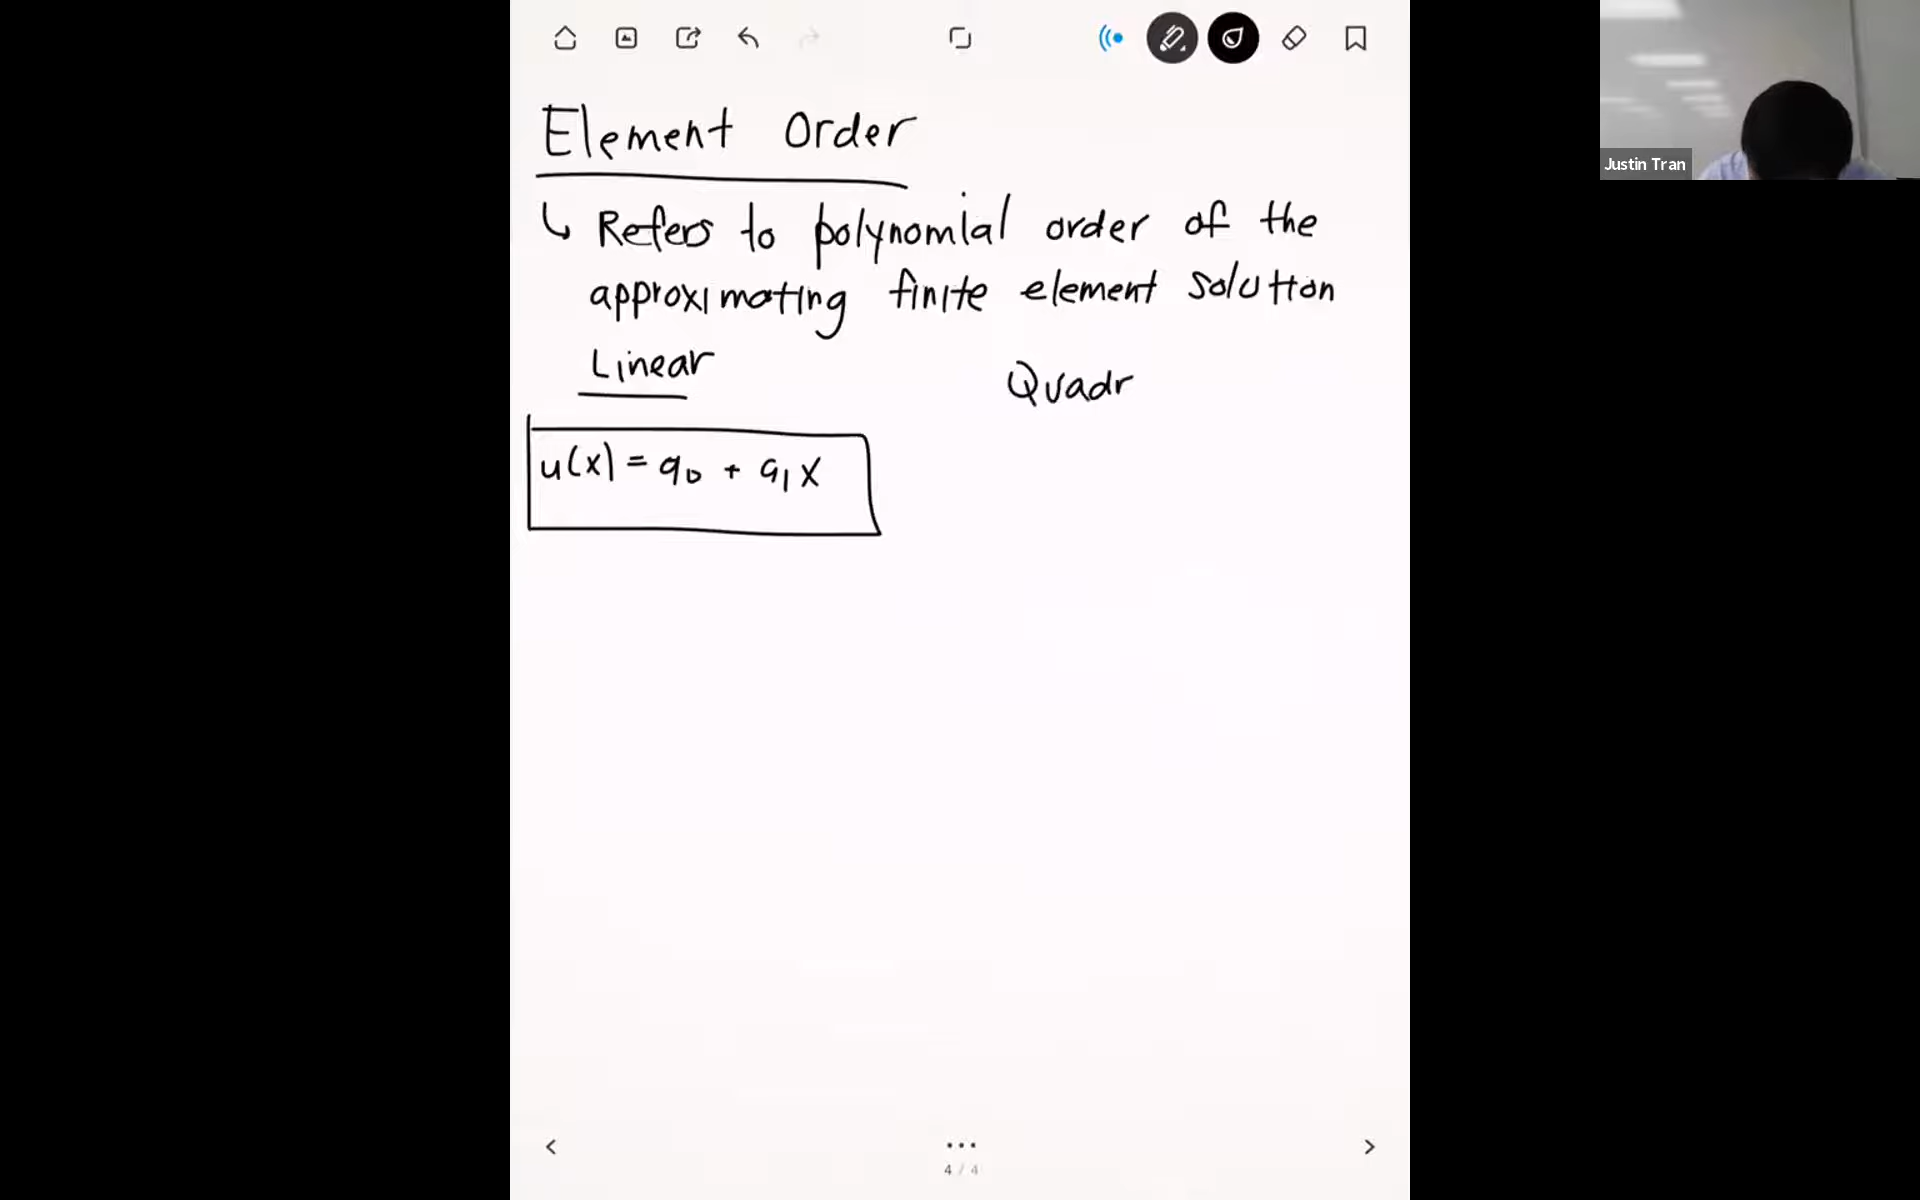 Element Order
↳ Refers to polynomial order of the
approximating finite element solution
Linear
Quadr
u(x) = a₀ + a₁x
4 / 4
Justin Tran